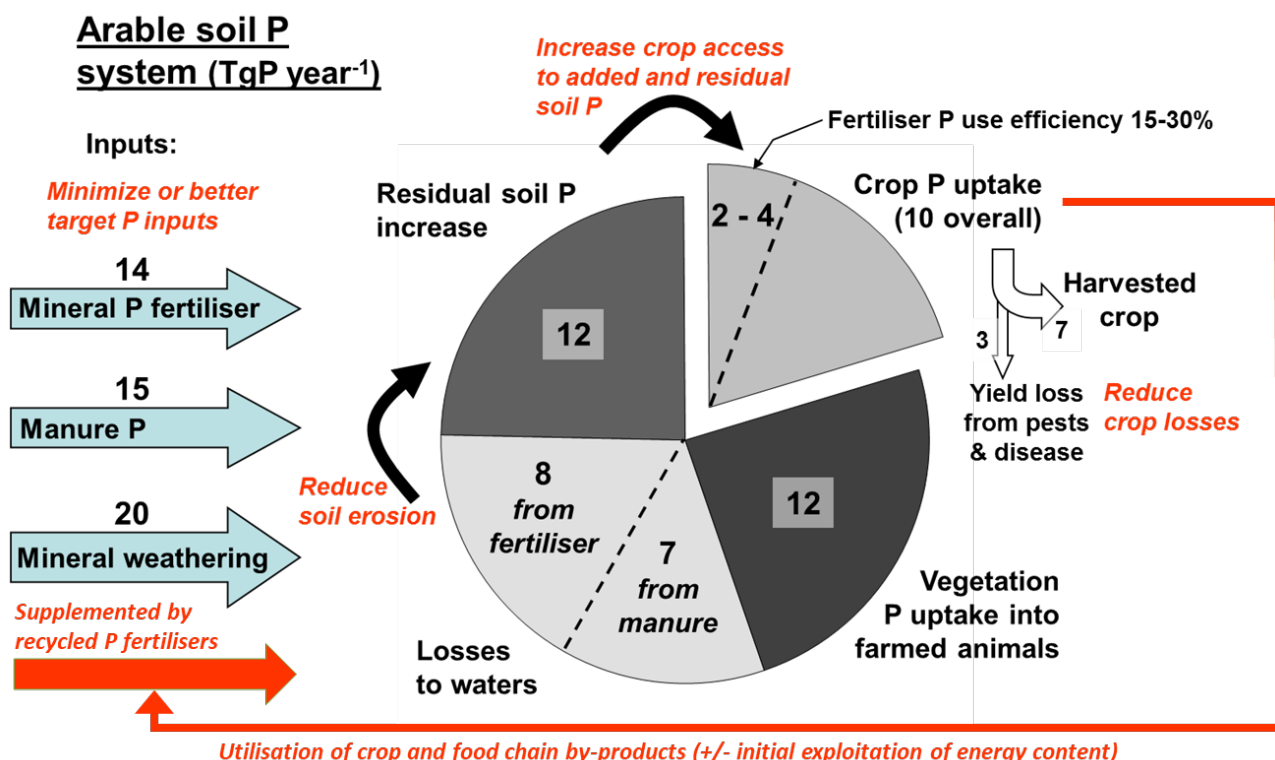 Arable soil P
system (TgP year⁻¹)
Inputs:
Minimize or better
target P inputs
14
Mineral P fertiliser
15
Manure P
20
Mineral weathering
Supplemented by
recycled P fertilisers
Increase crop access
to added and residual
soil P
Fertiliser P use efficiency 15-30%
Residual soil P
increase
2 - 4
Crop P uptake
(10 overall)
Harvested
crop
3
7
Yield loss
from pests
& disease
Reduce
crop losses
12
Reduce
soil erosion
8
from
fertiliser
7
from
manure
12
Vegetation
P uptake into
farmed animals
Losses
to waters
Utilisation of crop and food chain by-products (+/- initial exploitation of energy content)